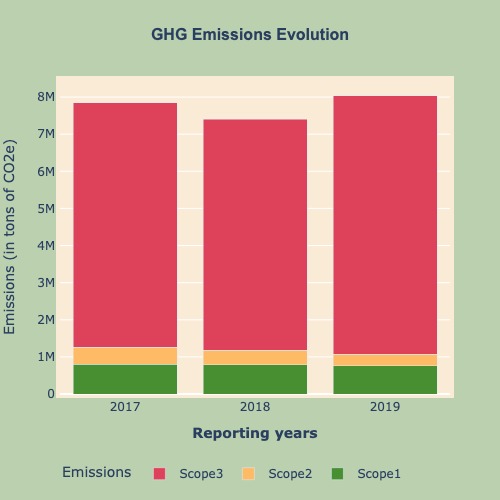 GHG Emissions Evolution
8M
7M
6M
5M
4M
3M
2M
1M
0
Emissions (in tons of CO2e)
2017 2018 2019
Reporting years
Emissions Scope3 Scope2 Scope1